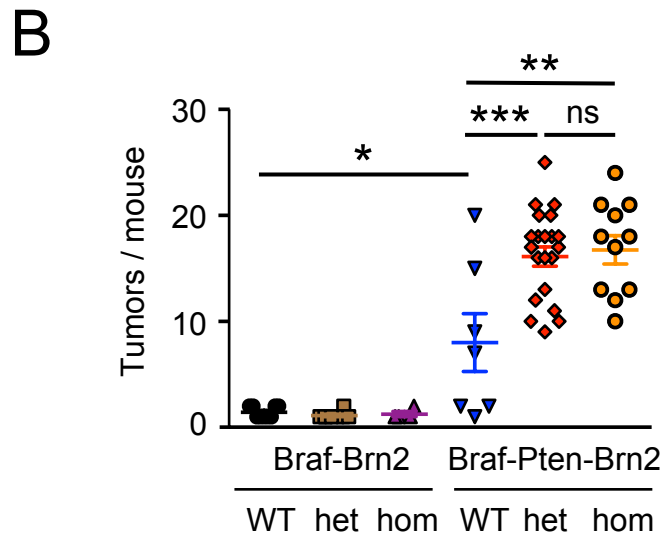 B
**
*** ns
*
30
20
10
0
Tumors / mouse
Braf-Brn2 Braf-Pten-Brn2
WT het hom WT het hom